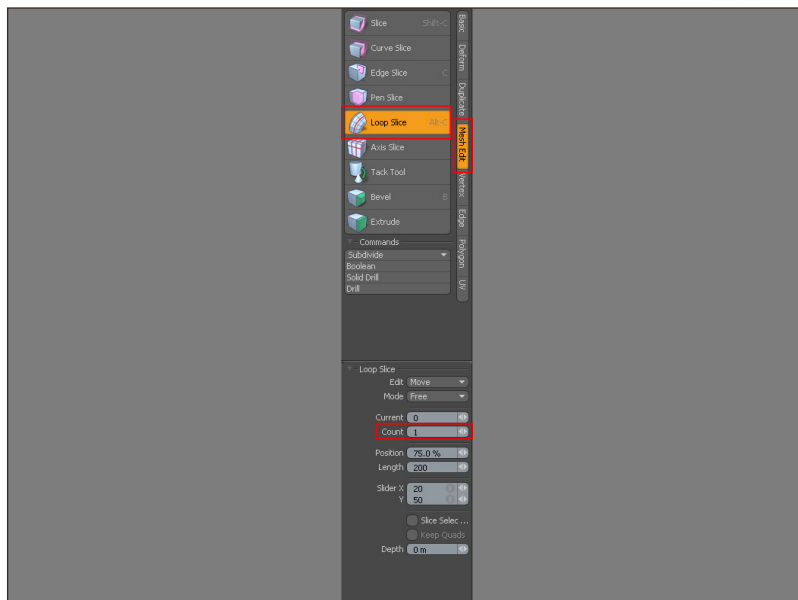 Slice Shift-C
Curve Slice
Edge Slice C
Pen Slice
Loop Slice Alt-C
Axis Slice
Tack Tool
Bevel B
Extrude
Commands
Subdivide
Boolean
Solid Drill
Drill
Basic
Deform
Duplicate
Mesh Edit
Vertex
Edge
Polygon
UV
Loop Slice
Edit Move
Mode Free
Current 0
Count 1
Position 75.0 %
Length 200
Slider X 20
Y 50
Slice Selec ...
Keep Quads
Depth 0 m